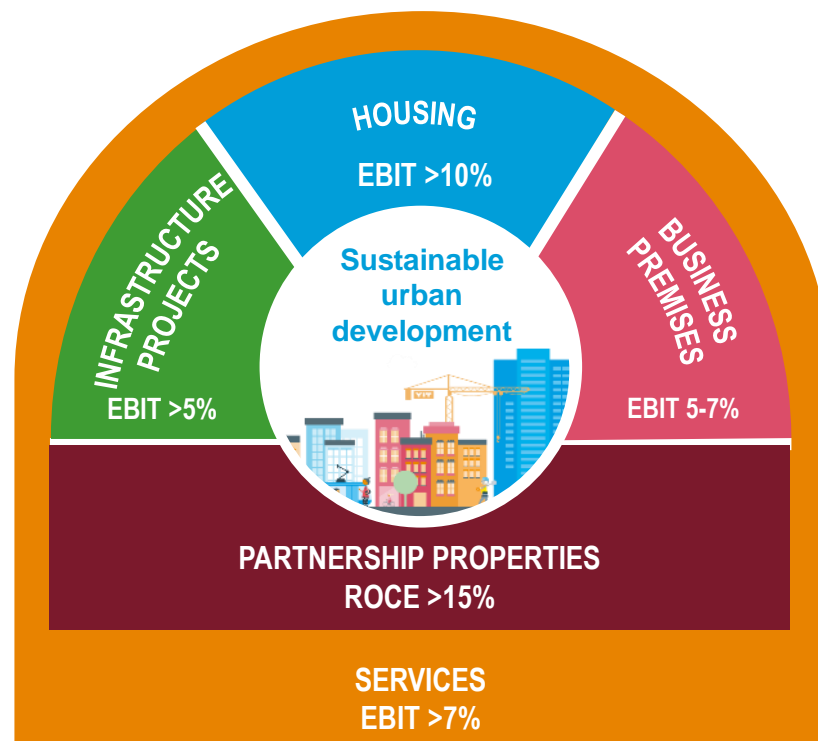 HOUSING
EBIT >10%
INFRASTRUCTURE
PROJECTS
EBIT >5%
BUSINESS
PREMISES
EBIT 5-7%
Sustainable
urban
development
YIT
PARTNERSHIP PROPERTIES
ROCE >15%
SERVICES
EBIT >7%